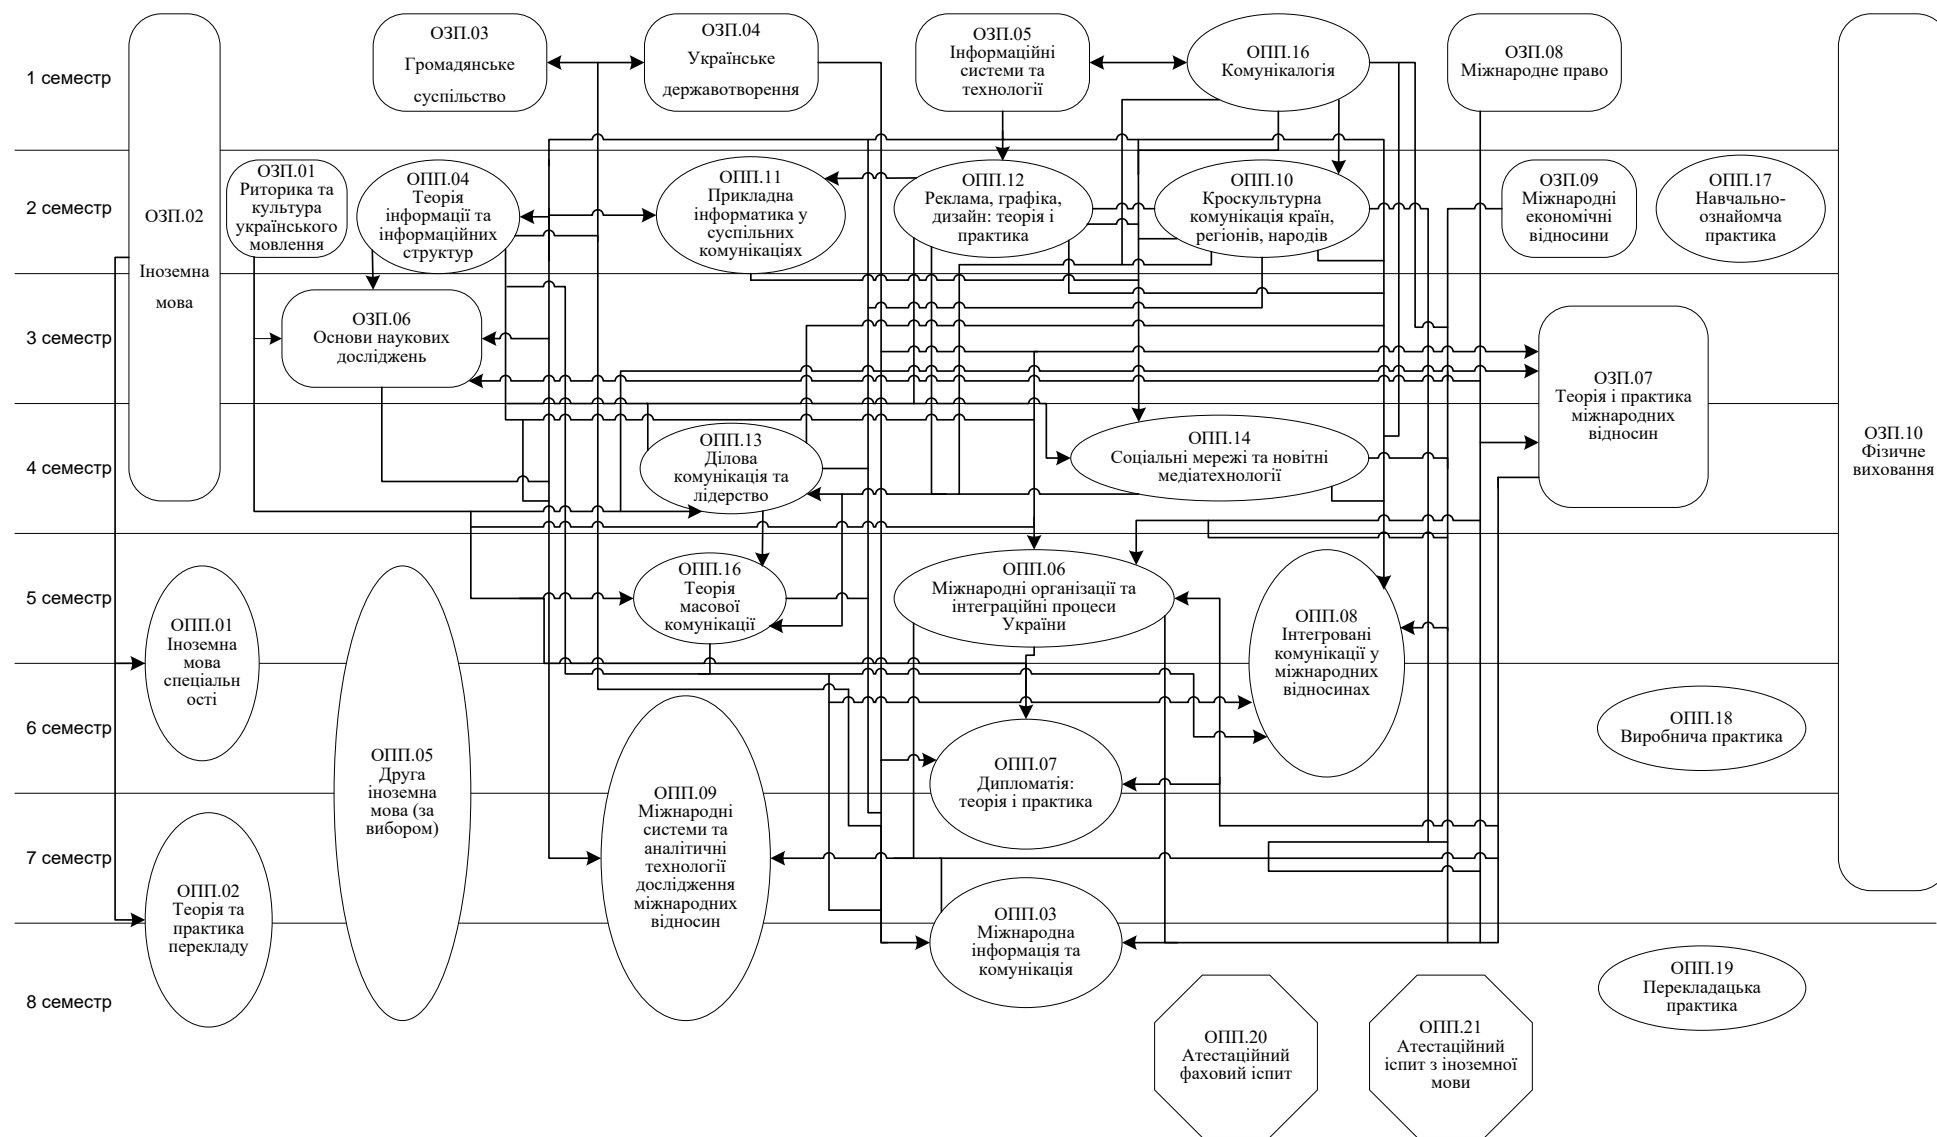 1 семестр
ОЗП.03
Громадянське
суспільство
ОЗП.04
Українське
державотворення
ОЗП.05
Інформаційні
системи та
технології
ОПП.16
Комунікалогія
ОЗП.08
Міжнародне право
2 семестр
ОЗП.02
Іноземна
мова
ОЗП.01
Риторика та
культура
українського
мовлення
ОПП.04
Теорія
інформації та
інформаційних
структур
ОПП.11
Прикладна
інформатика у
суспільних
комунікаціях
ОПП.12
Реклама, графіка,
дизайн: теорія і
практика
ОПП.10
Кроскультурна
комунікація країн,
регіонів, народів
ОЗП.09
Міжнародні
економічні
відносини
ОПП.17
Навчально-
ознайомча
практика
3 семестр
ОЗП.06
Основи наукових
досліджень
ОЗП.07
Теорія і практика
міжнародних
відносин
4 семестр
ОПП.13
Ділова
комунікація та
лідерство
ОПП.14
Соціальні мережі та новітні
медіатехнології
ОЗП.10
Фізичне
виховання
5 семестр
ОПП.01
Іноземна
мова
спеціальн
ості
ОПП.16
Теорія
масової
комунікації
ОПП.06
Міжнародні організації та
інтеграційні процеси
України
ОПП.08
Інтегровані
комунікації у
міжнародних
відносинах
6 семестр
ОПП.05
Друга
іноземна
мова (за
вибором)
ОПП.07
Дипломатія:
теорія і практика
ОПП.18
Виробнича практика
7 семестр
ОПП.02
Теорія та
практика
перекладу
ОПП.09
Міжнародні
системи та
аналітичні
технології
дослідження
міжнародних
відносин
ОПП.03
Міжнародна
інформація та
комунікація
8 семестр
ОПП.19
Перекладацька
практика
ОПП.20
Атестаційний
фаховий іспит
ОПП.21
Атестаційний
іспит з іноземної
мови